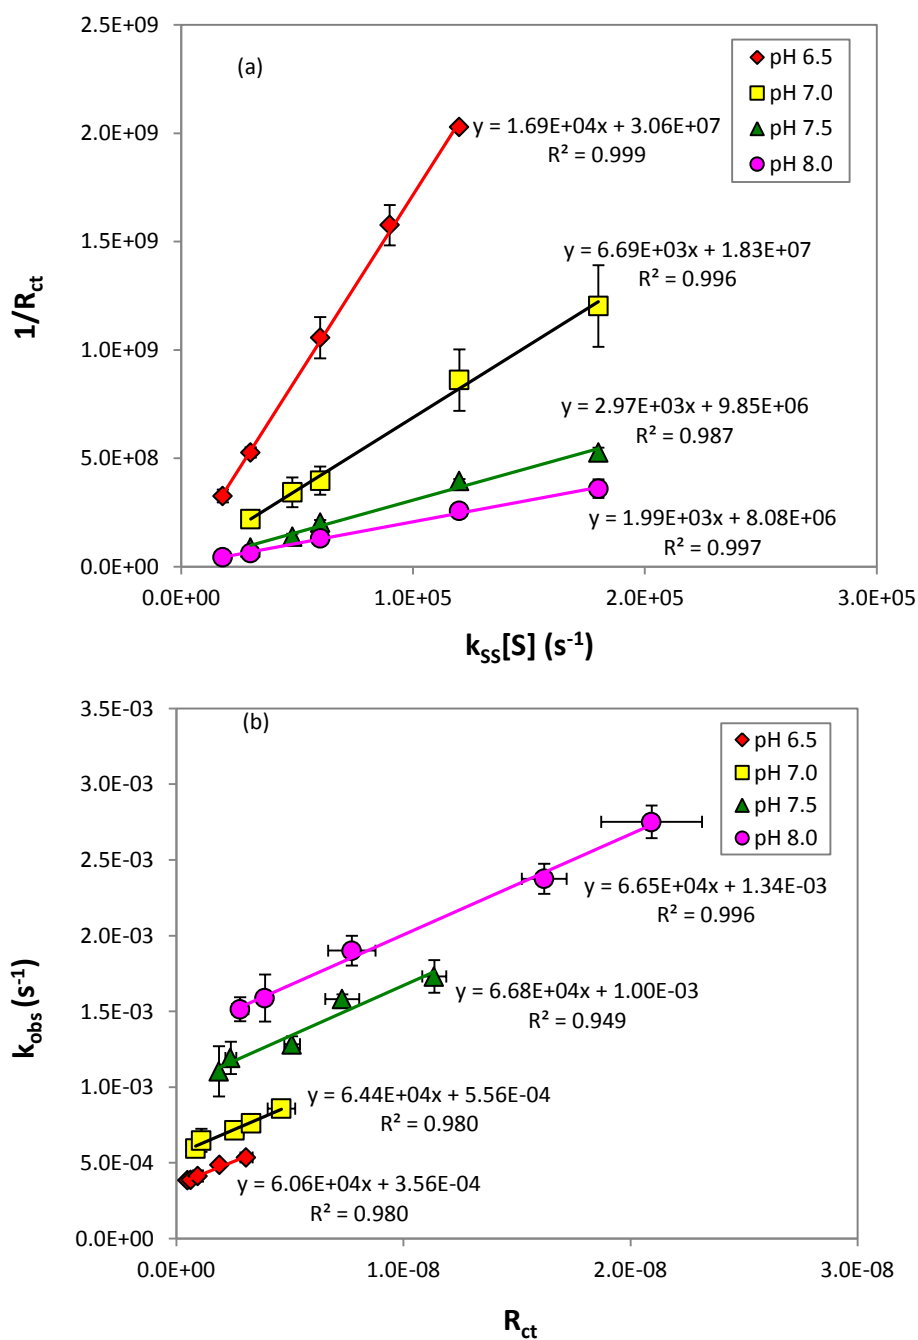 (a)
pH 6.5
pH 7.0
pH 7.5
pH 8.0
2.5E+09
2.0E+09
1.5E+09
1.0E+09
5.0E+08
0.0E+00
1/Rct
y = 1.69E+04x + 3.06E+07
R² = 0.999
y = 6.69E+03x + 1.83E+07
R² = 0.996
y = 2.97E+03x + 9.85E+06
R² = 0.987
y = 1.99E+03x + 8.08E+06
R² = 0.997
0.0E+00 1.0E+05 2.0E+05 3.0E+05
kSS[S] (s-1)
(b)
pH 6.5
pH 7.0
pH 7.5
pH 8.0
3.5E-03
3.0E-03
2.5E-03
2.0E-03
1.5E-03
1.0E-03
5.0E-04
0.0E+00
kobs (s-1)
y = 6.65E+04x + 1.34E-03
R² = 0.996
y = 6.68E+04x + 1.00E-03
R² = 0.949
y = 6.44E+04x + 5.56E-04
R² = 0.980
y = 6.06E+04x + 3.56E-04
R² = 0.980
0.0E+00 1.0E-08 2.0E-08 3.0E-08
Rct